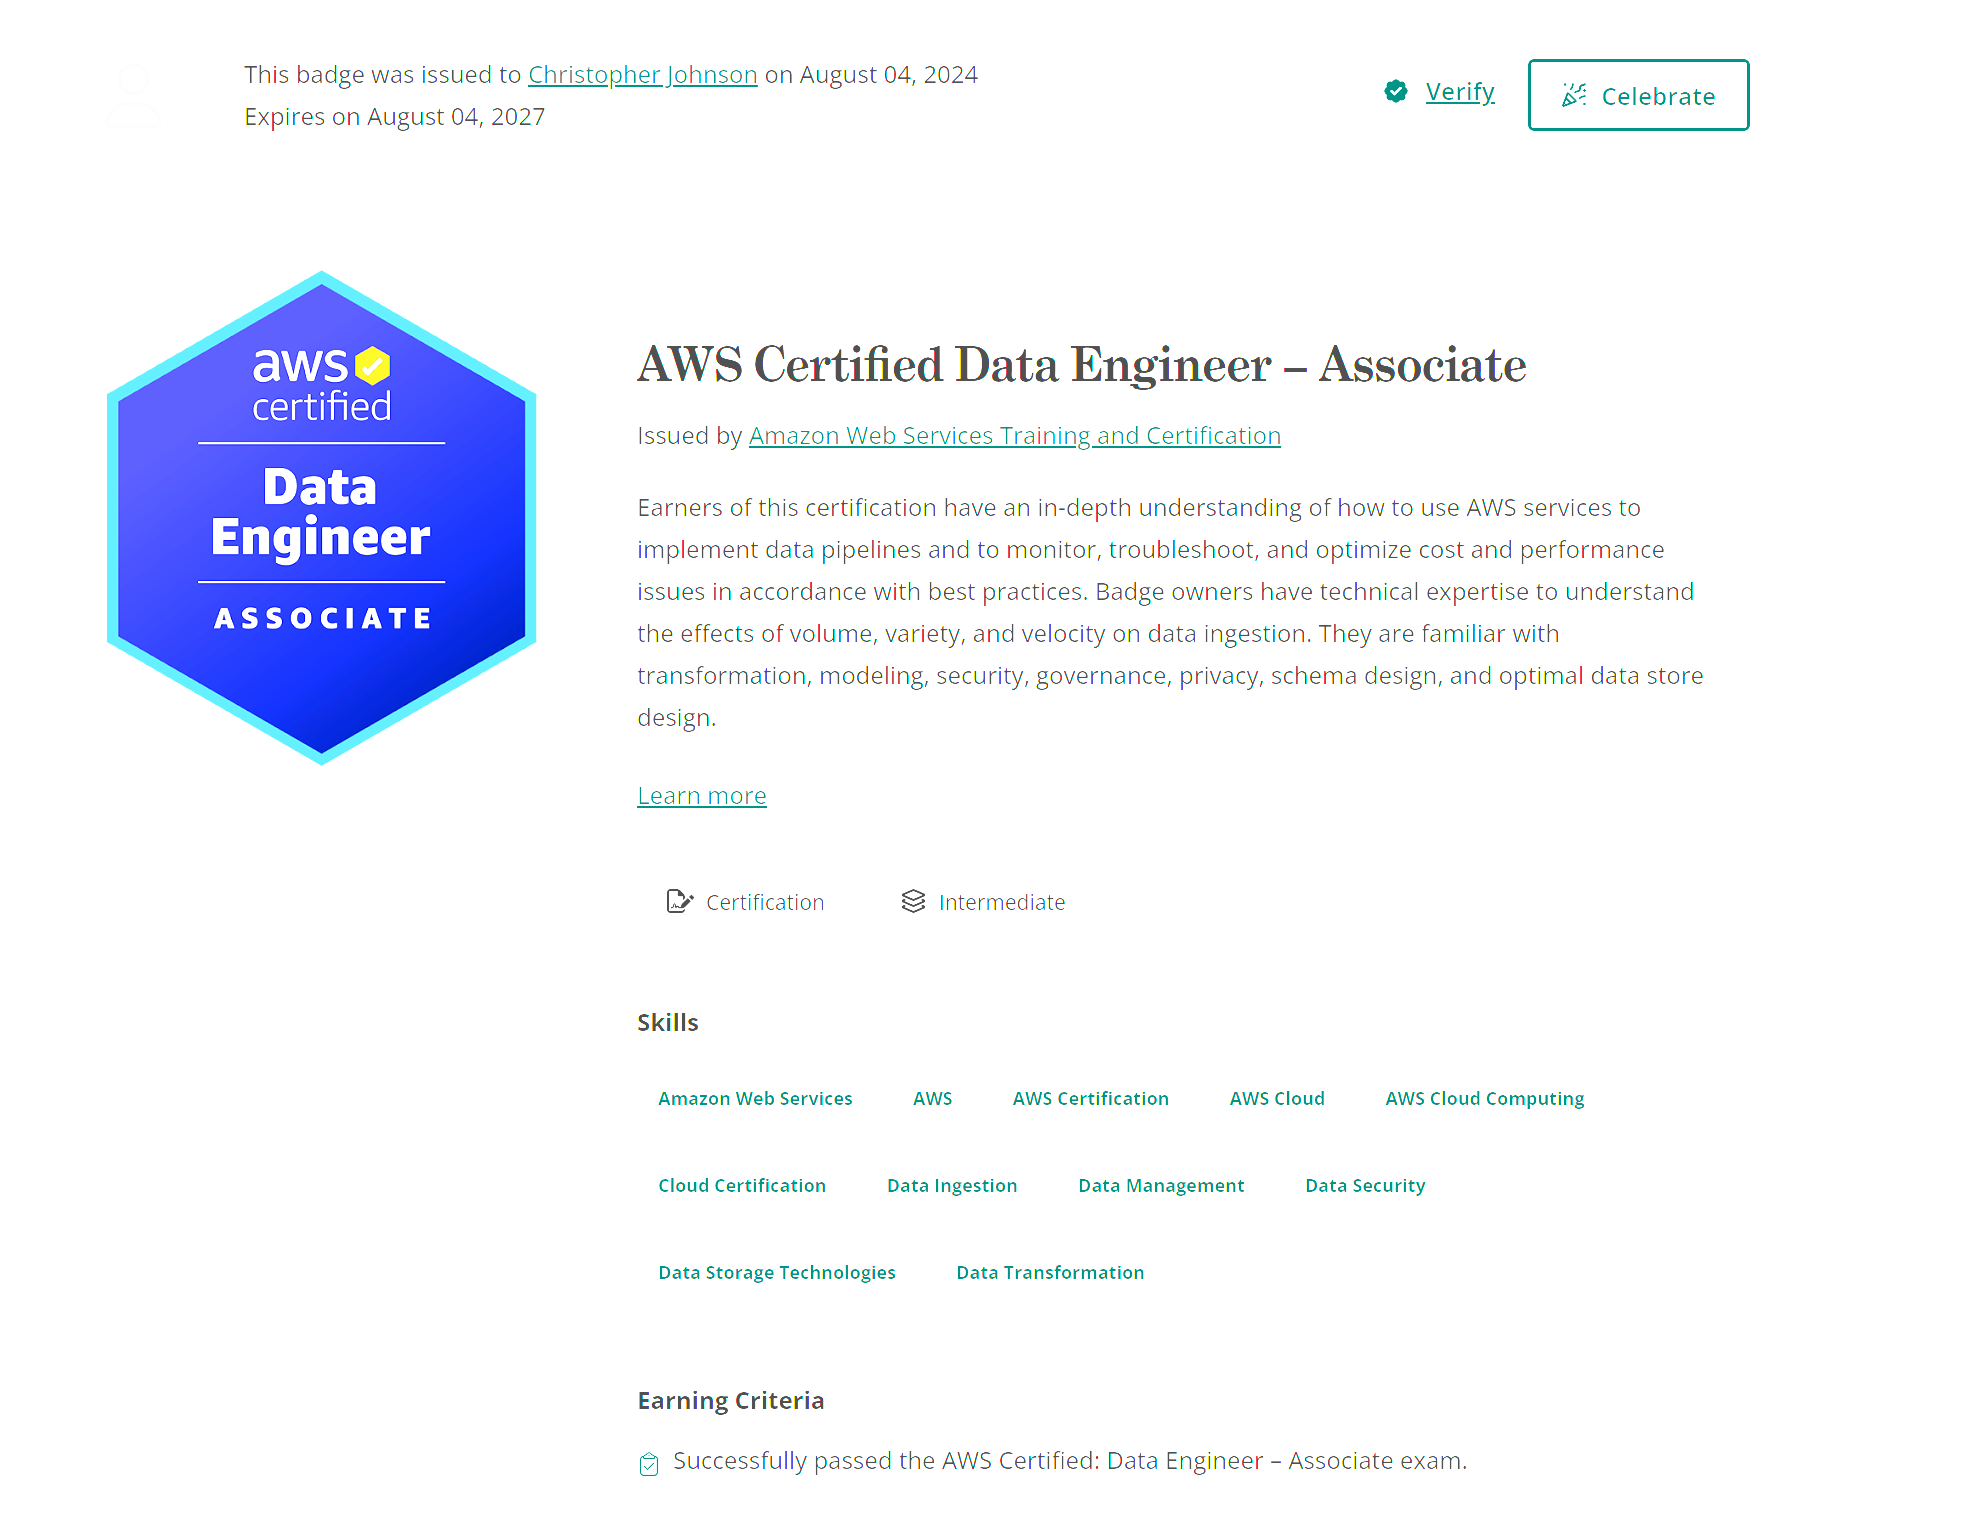 This badge was issued to Christopher Johnson on August 04, 2024
Expires on August 04, 2027
Verify
Celebrate
aws
certified
Data
Engineer
ASSOCIATE
AWS Certified Data Engineer – Associate
Issued by Amazon Web Services Training and Certification
Earners of this certification have an in-depth understanding of how to use AWS services to
implement data pipelines and to monitor, troubleshoot, and optimize cost and performance
issues in accordance with best practices. Badge owners have technical expertise to understand
the effects of volume, variety, and velocity on data ingestion. They are familiar with
transformation, modeling, security, governance, privacy, schema design, and optimal data store
design.
Learn more
Certification
Intermediate
Skills
Amazon Web Services
AWS
AWS Certification
AWS Cloud
AWS Cloud Computing
Cloud Certification
Data Ingestion
Data Management
Data Security
Data Storage Technologies
Data Transformation
Earning Criteria
Successfully passed the AWS Certified: Data Engineer – Associate exam.